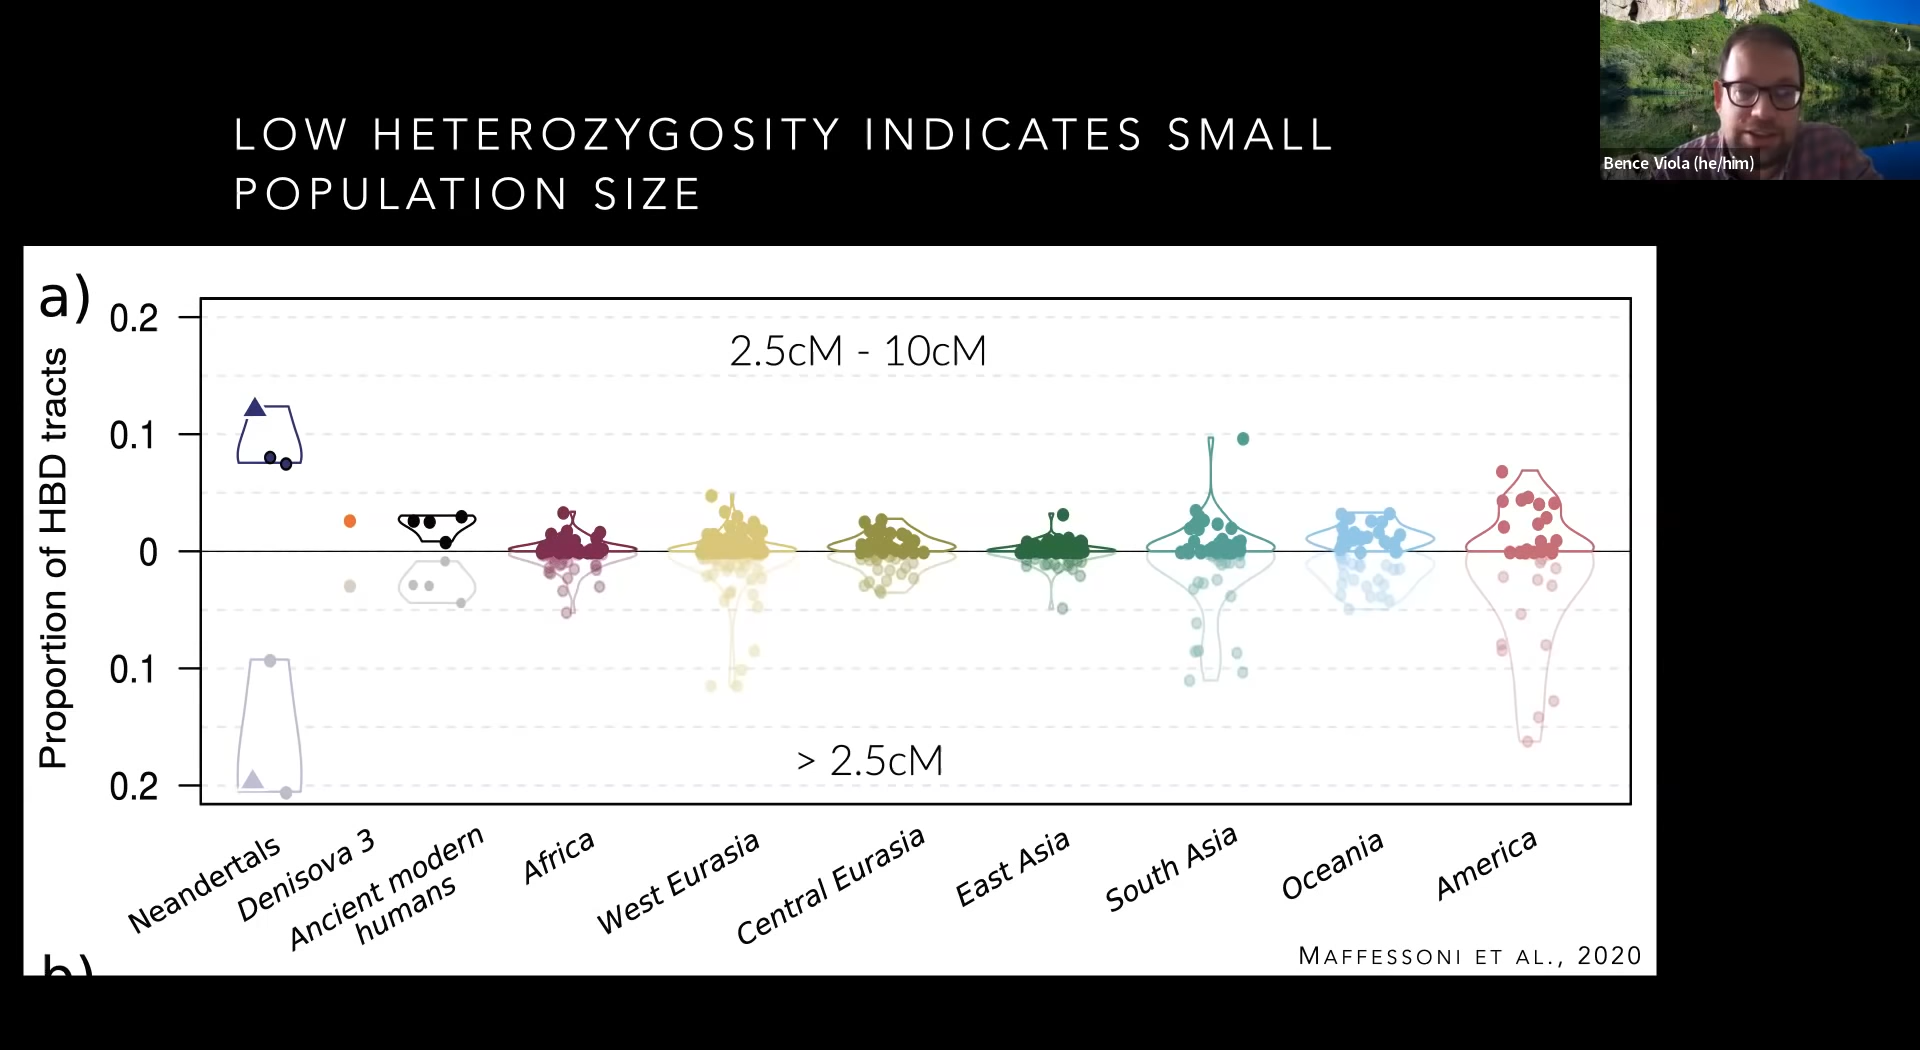 LOW HETEROZYGOSITY INDICATES SMALL
POPULATION SIZE
Bence Viola (he/him)
a)
Proportion of HBD tracts
0.2
0.1
0
0.1
0.2
2.5cM - 10cM
> 2.5cM
Neandertals
Denisova 3
Ancient modern
humans
Africa
West Eurasia
Central Eurasia
East Asia
South Asia
Oceania
America
MAFFESSONI ET AL., 2020
b)